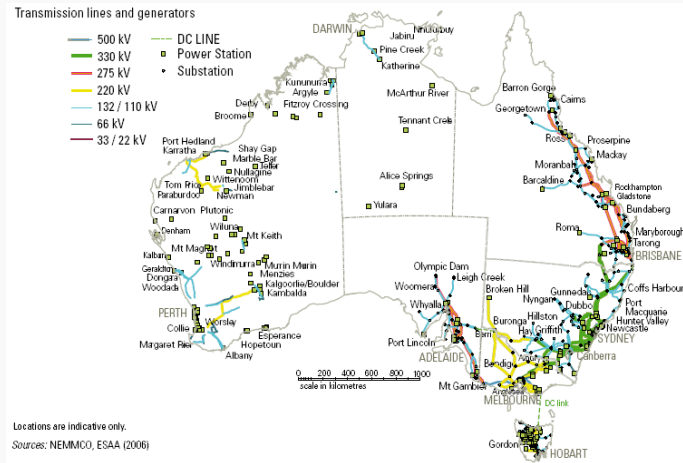 Transmission lines and generators
500 kV
330 kV
275 kV
220 kV
132 / 110 kV
66 kV
33 / 22 kV
DC LINE
Power Station
Substation
DARWIN
Jabiru
Pine Creek
Katherine
Kununurra
Argyle
McArthur River
Derby
Fitzroy Crossing
Broome
Tennant Creek
Barron Gorge
Cairns
Georgetown
Ross
Proserpine
Mackay
Moranbah
Barcaldine
Rockhampton
Gladstone
Bundaberg
Maryborough
Roma
Tarong
BRISBANE
Port Hedland
Karratha
Shay Gap
Marble Bar
Telfer
Nullagine
Wittenoom
Tom Price
Jimblebar
Paraburdoo
Newman
Alice Springs
Yulara
Carnarvon
Plutonic
Denham
Wiluna
Mt Keith
Mt Magnet
Kalbarri
Windimurra
Murrin Murrin
Geraldton
Menzies
Dongara
Kalgoorlie/Boulder
Woodada
Kambalda
PERTH
Worsley
Collie
Esperance
Hopetoun
Margaret River
Albany
Olympic Dam
Leigh Creek
Woomera
Broken Hill
Whyalla
Port Lincoln
ADELAIDE
Mt Gambier
Gunnedah
Coffs Harbour
Nyngan
Dubbo
Port
Macquarie
Hillston
Hunter Valley
Buronga
Hay
Griffith
Newcastle
SYDNEY
Canberra
Bendigo
MELBOURNE
DC link
Gordon
HOBART
1000 0 200 400 600 800 1000
scale in kilometres
Locations are indicative only.
Sources: NEMMCO, ESAA (2006)